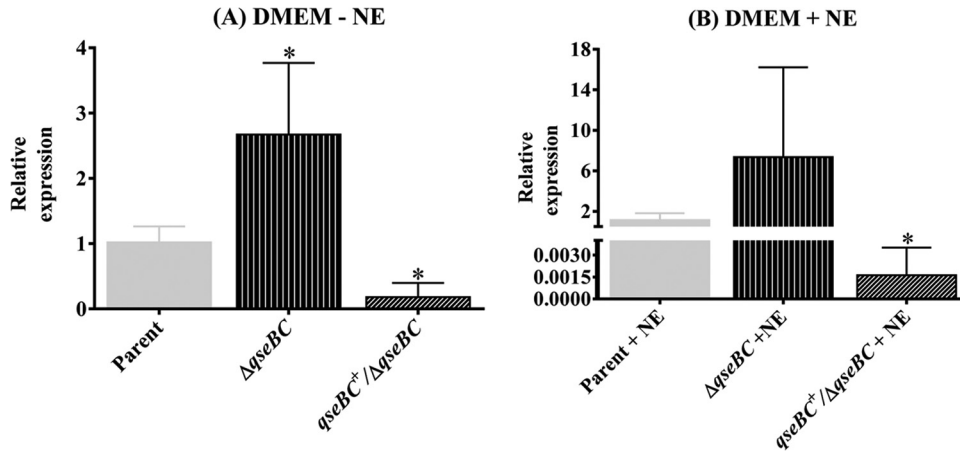 (A) DMEM - NE
Relative
expression
4
3
2
1
0
*
*
Parent
ΔqseBC
qseBC⁺/ΔqseBC
(B) DMEM + NE
Relative
expression
18
14
10
6
2
0.0030
0.0015
0.0000
*
Parent + NE
ΔqseBC +NE
qseBC⁺/ΔqseBC + NE